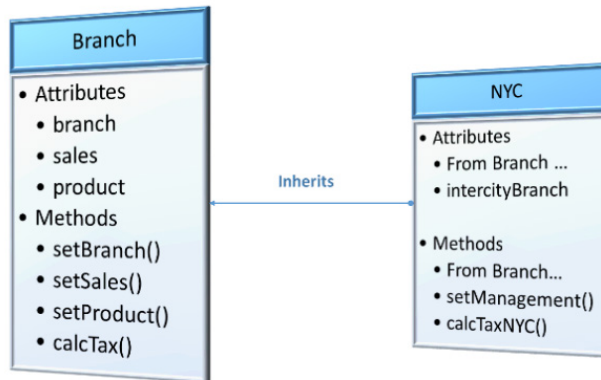 Branch
• Attributes
• branch
• sales
• product
• Methods
• setBranch()
• setSales()
• setProduct()
• calcTax()
Inherits
NYC
• Attributes
• From Branch ...
• intercityBranch
• Methods
• From Branch...
• setManagement()
• calcTaxNYC()